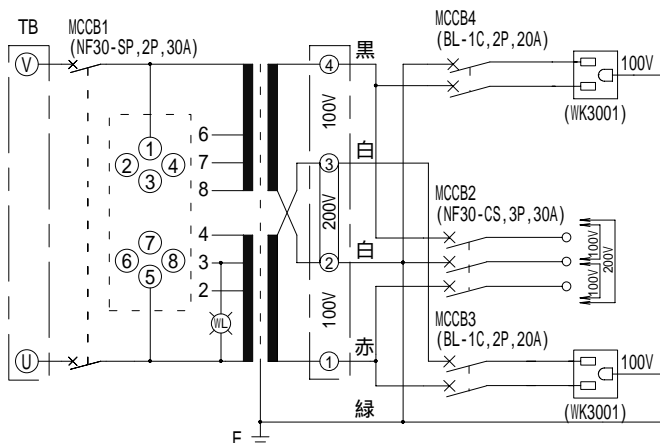 TB
MCCB1
(NF30-SP,2P,30A)
V
1
2
4
3
7
6
8
5
U
6
7
8
4
3
2
WL
E
4
100V
3
200V
2
100V
1
黒
白
白
赤
緑
MCCB4
(BL-1C,2P,20A)
100V
(WK3001)
MCCB2
(NF30-CS,3P,30A)
100V
100V
200V
MCCB3
(BL-1C,2P,20A)
100V
(WK3001)